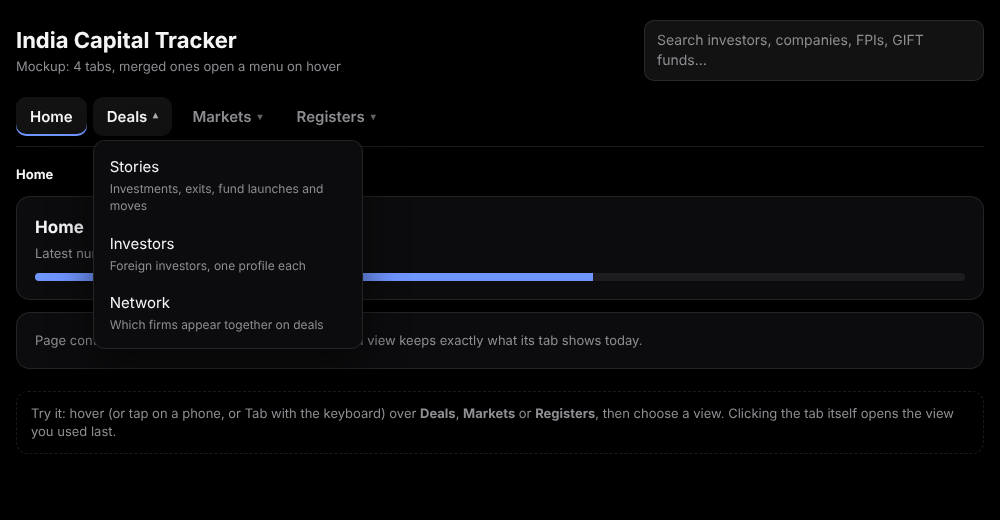 India Capital Tracker
Mockup: 4 tabs, merged ones open a menu on hover
Search investors, companies, FPIs, GIFT
funds...
Home
Deals ▴
Markets ▾
Registers ▾
Stories
Investments, exits, fund launches and
moves
Investors
Foreign investors, one profile each
Network
Which firms appear together on deals
Home
Home
Latest
Page
view keeps exactly what its tab shows today.
Try it: hover (or tap on a phone, or Tab with the keyboard) over Deals, Markets or Registers, then choose a view. Clicking the tab itself opens the view
you used last.